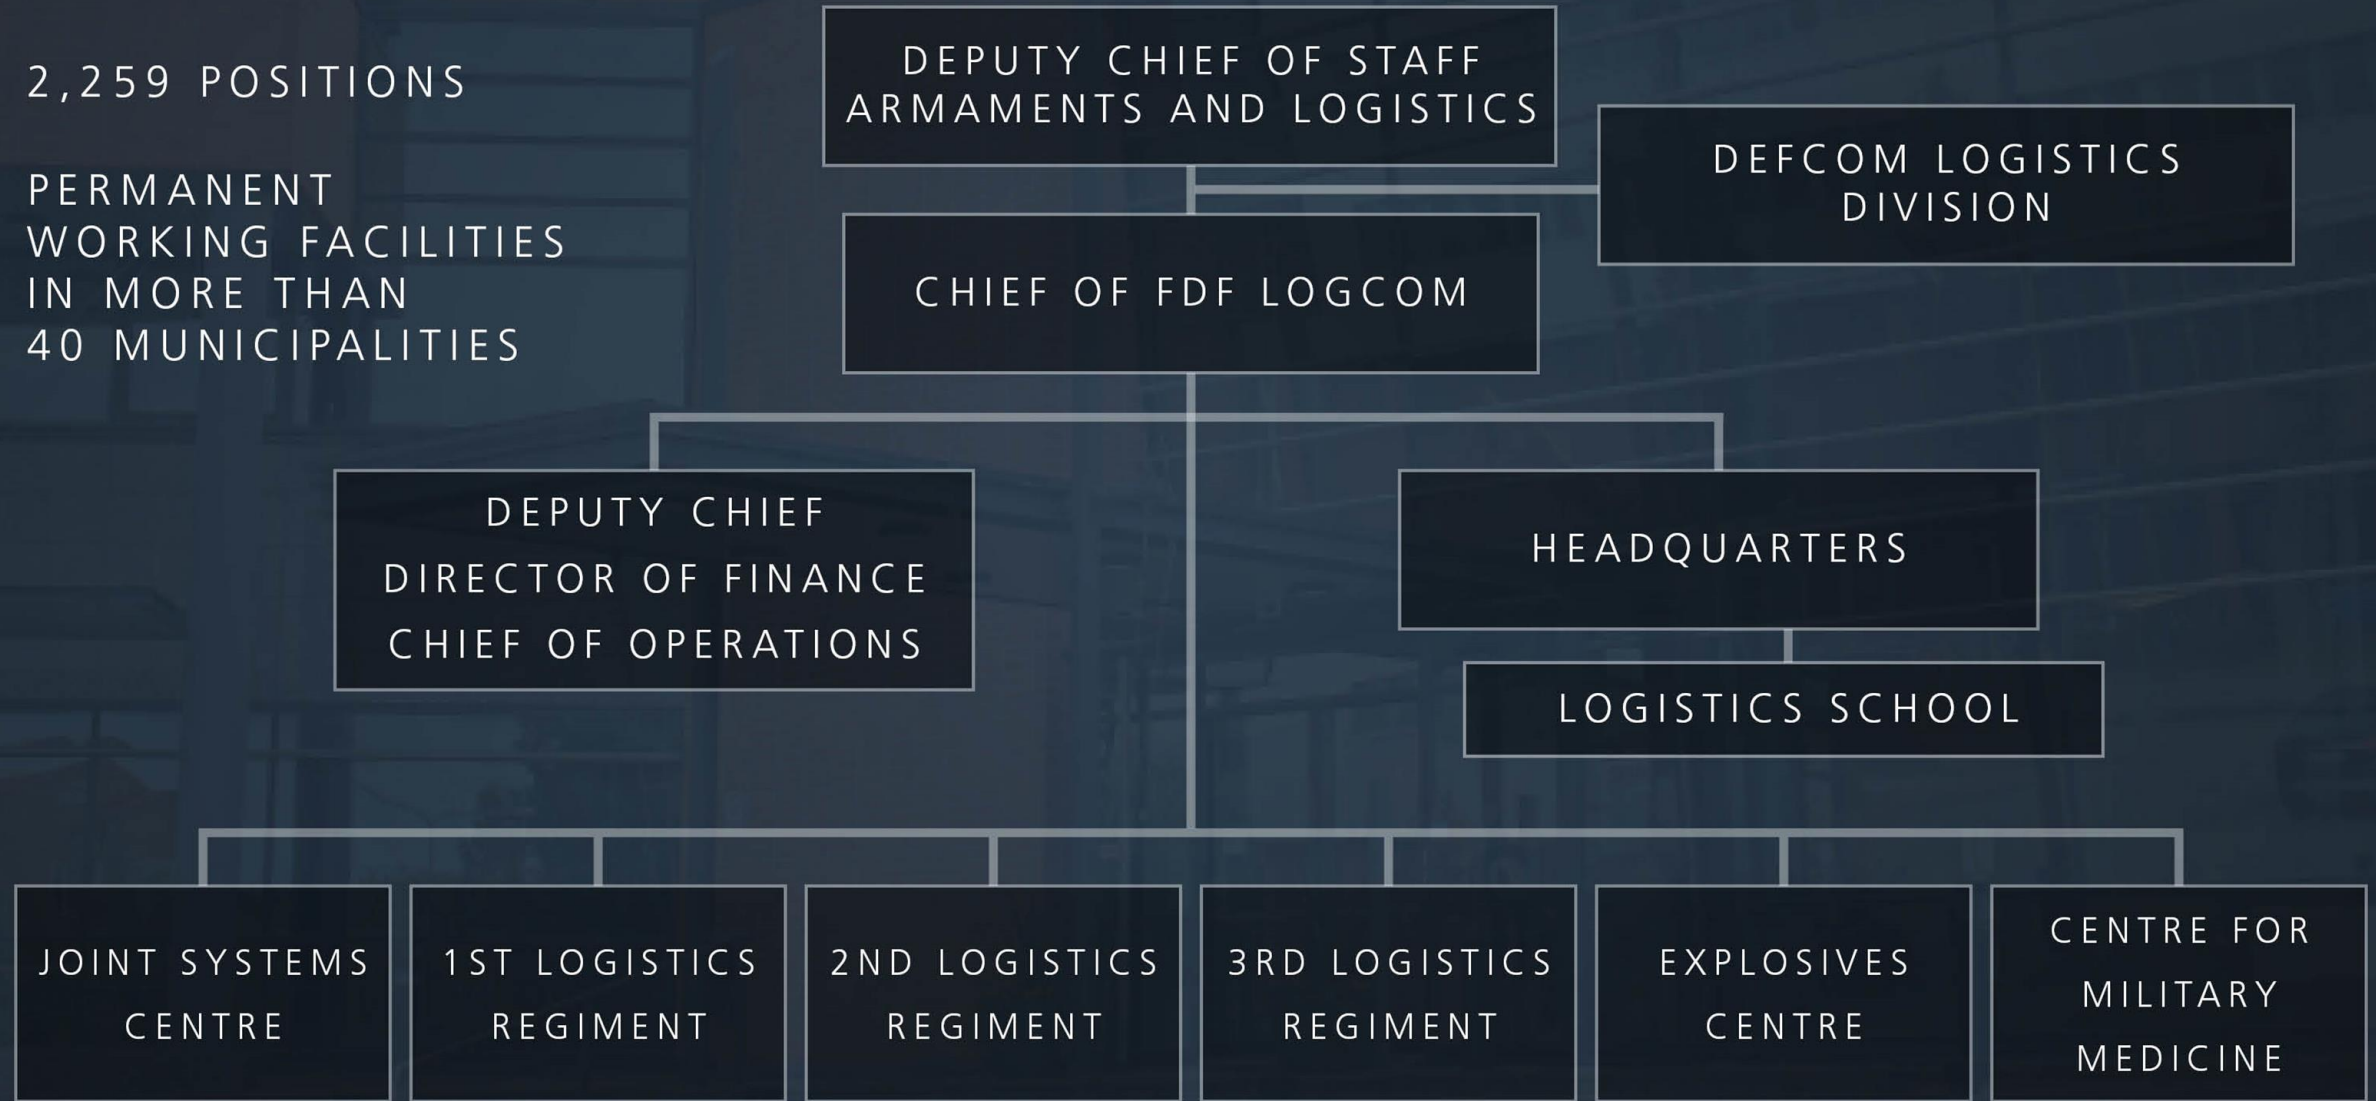 2,259 POSITIONS
PERMANENT
WORKING FACILITIES
IN MORE THAN
40 MUNICIPALITIES
DEPUTY CHIEF OF STAFF
ARMAMENTS AND LOGISTICS
DEFCOM LOGISTICS
DIVISION
CHIEF OF FDF LOGCOM
DEPUTY CHIEF
DIRECTOR OF FINANCE
CHIEF OF OPERATIONS
HEADQUARTERS
LOGISTICS SCHOOL
JOINT SYSTEMS
CENTRE
1ST LOGISTICS
REGIMENT
2ND LOGISTICS
REGIMENT
3RD LOGISTICS
REGIMENT
EXPLOSIVES
CENTRE
CENTRE FOR
MILITARY
MEDICINE